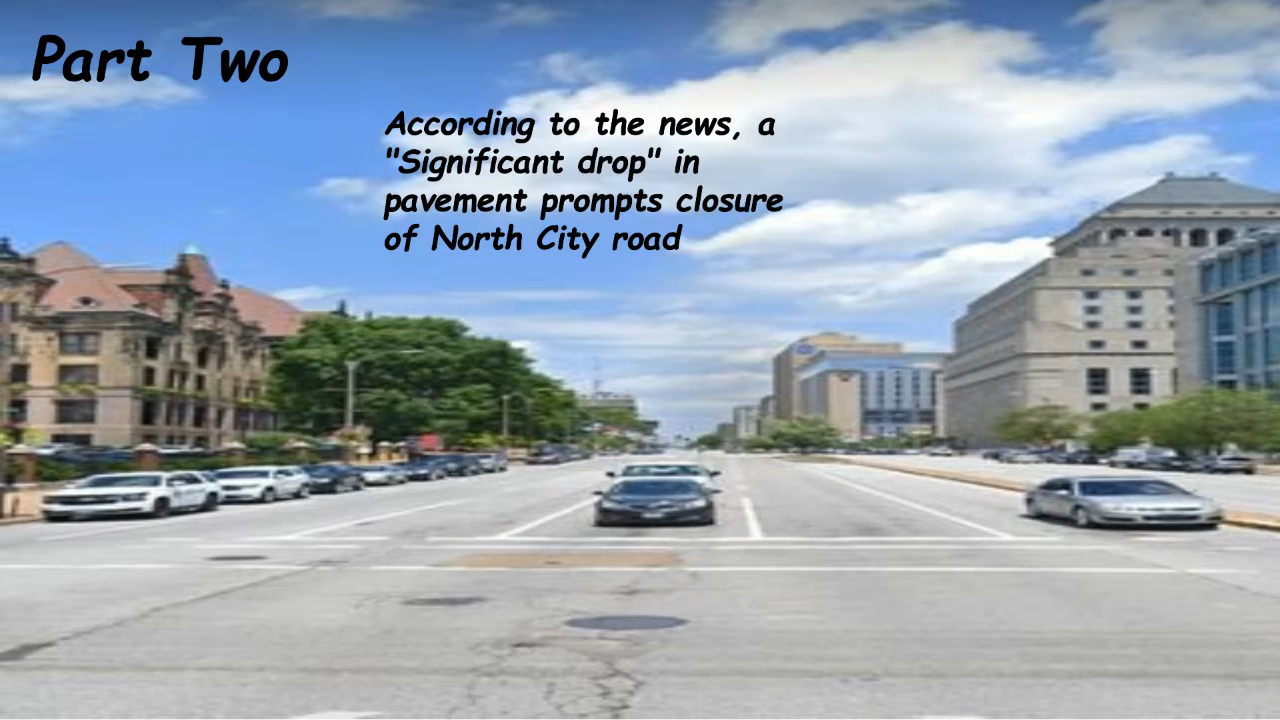 Part Two
According to the news, a
"Significant drop" in
pavement prompts closure
of North City road